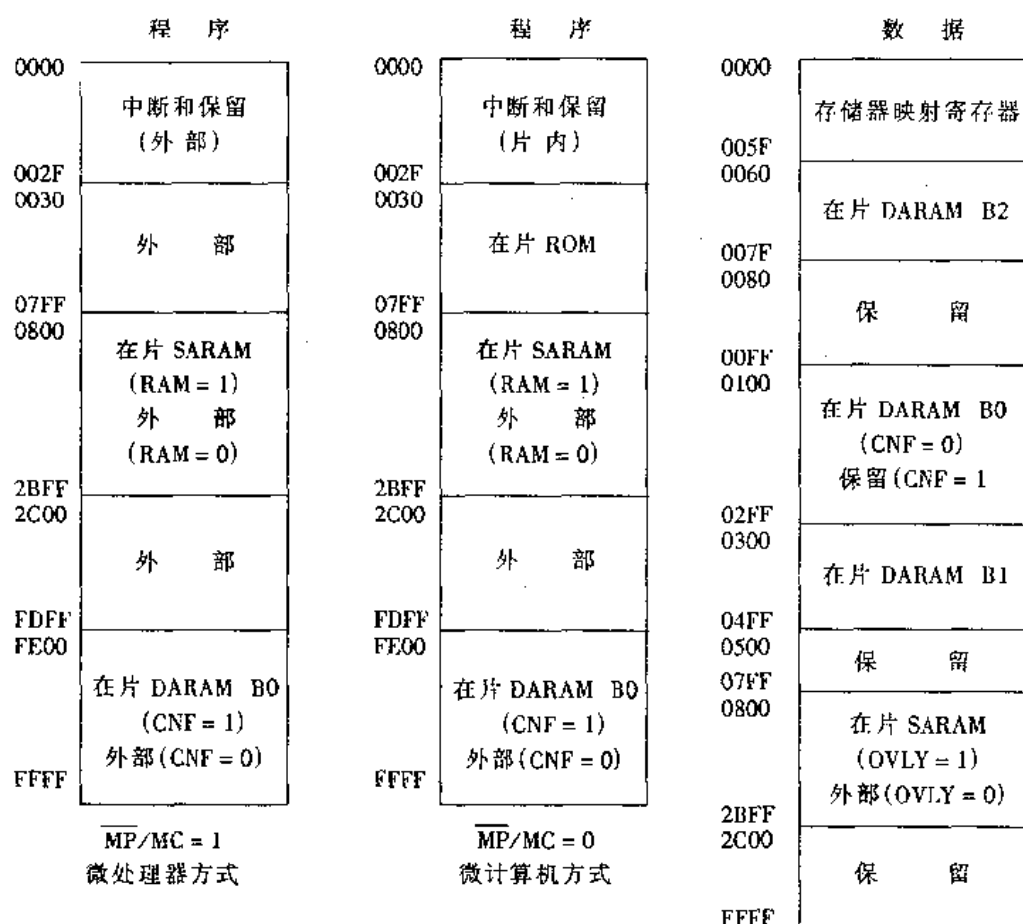 程 序
0000
中断和保留
(外 部)
002F
0030
外 部
07FF
0800
在片 SARAM
(RAM = 1)
外 部
(RAM = 0)
2BFF
2C00
外 部
FDFF
FE00
在片 DARAM B0
(CNF = 1)
外部(CNF = 0)
FFFF
MP/MC = 1
微处理器方式
程 序
0000
中断和保留
(片 内)
002F
0030
在片 ROM
07FF
0800
在片 SARAM
(RAM = 1)
外 部
(RAM = 0)
2BFF
2C00
外 部
FDFF
FE00
在片 DARAM B0
(CNF = 1)
外部(CNF = 0)
FFFF
MP/MC = 0
微计算机方式
数 据
0000
存储器映射寄存器
005F
0060
在片 DARAM B2
007F
0080
保 留
00FF
0100
在片 DARAM B0
(CNF = 0)
保留(CNF = 1
02FF
0300
在片 DARAM B1
04FF
0500
保 留
07FF
0800
在片 SARAM
(OVLY = 1)
外部(OVLY = 0)
2BFF
2C00
保 留
FFFF